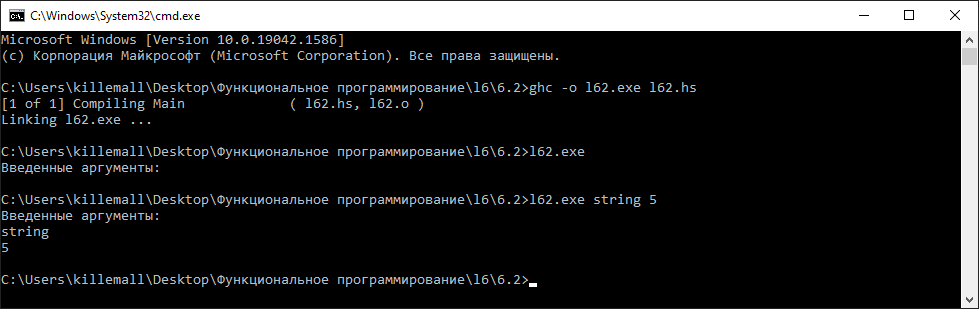 C:\Windows\System32\cmd.exe
Microsoft Windows [Version 10.0.19042.1586]
(c) Корпорация Майкрософт (Microsoft Corporation). Все права защищены.
C:\Users\killemall\Desktop\Функциональное программирование\l6\6.2>ghc -o l62.exe l62.hs
[1 of 1] Compiling Main             ( l62.hs, l62.o )
Linking l62.exe ...
C:\Users\killemall\Desktop\Функциональное программирование\l6\6.2>l62.exe
Введенные аргументы:
C:\Users\killemall\Desktop\Функциональное программирование\l6\6.2>l62.exe string 5
Введенные аргументы:
string
5
C:\Users\killemall\Desktop\Функциональное программирование\l6\6.2>